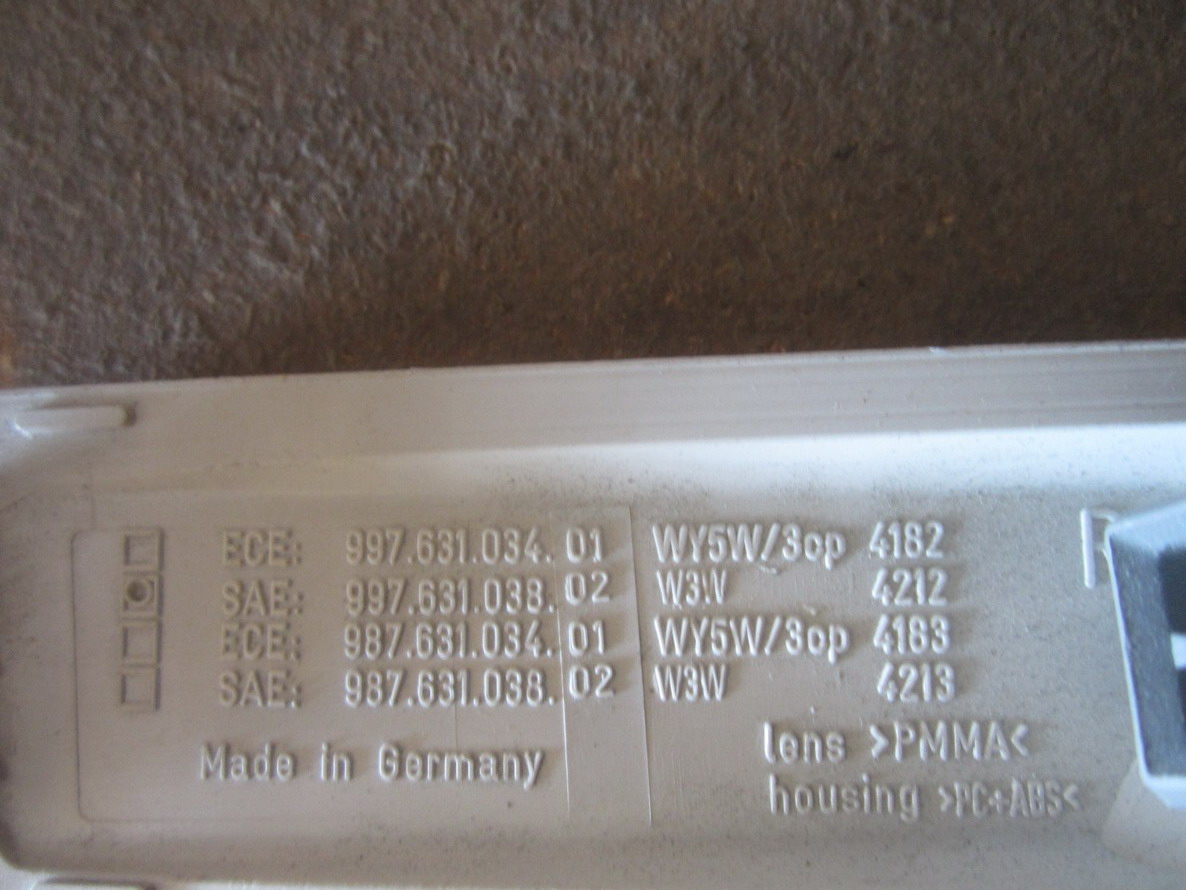 ECE: 997.631.034.01 WY5W/3cp 4182
SAE: 997.631.038.02 W3W 4212
ECE: 987.631.034.01 WY5W/3cp 4183
SAE: 987.631.038.02 W3W 4213
lens >PMMA<
Made in Germany
housing >PC+ABS<